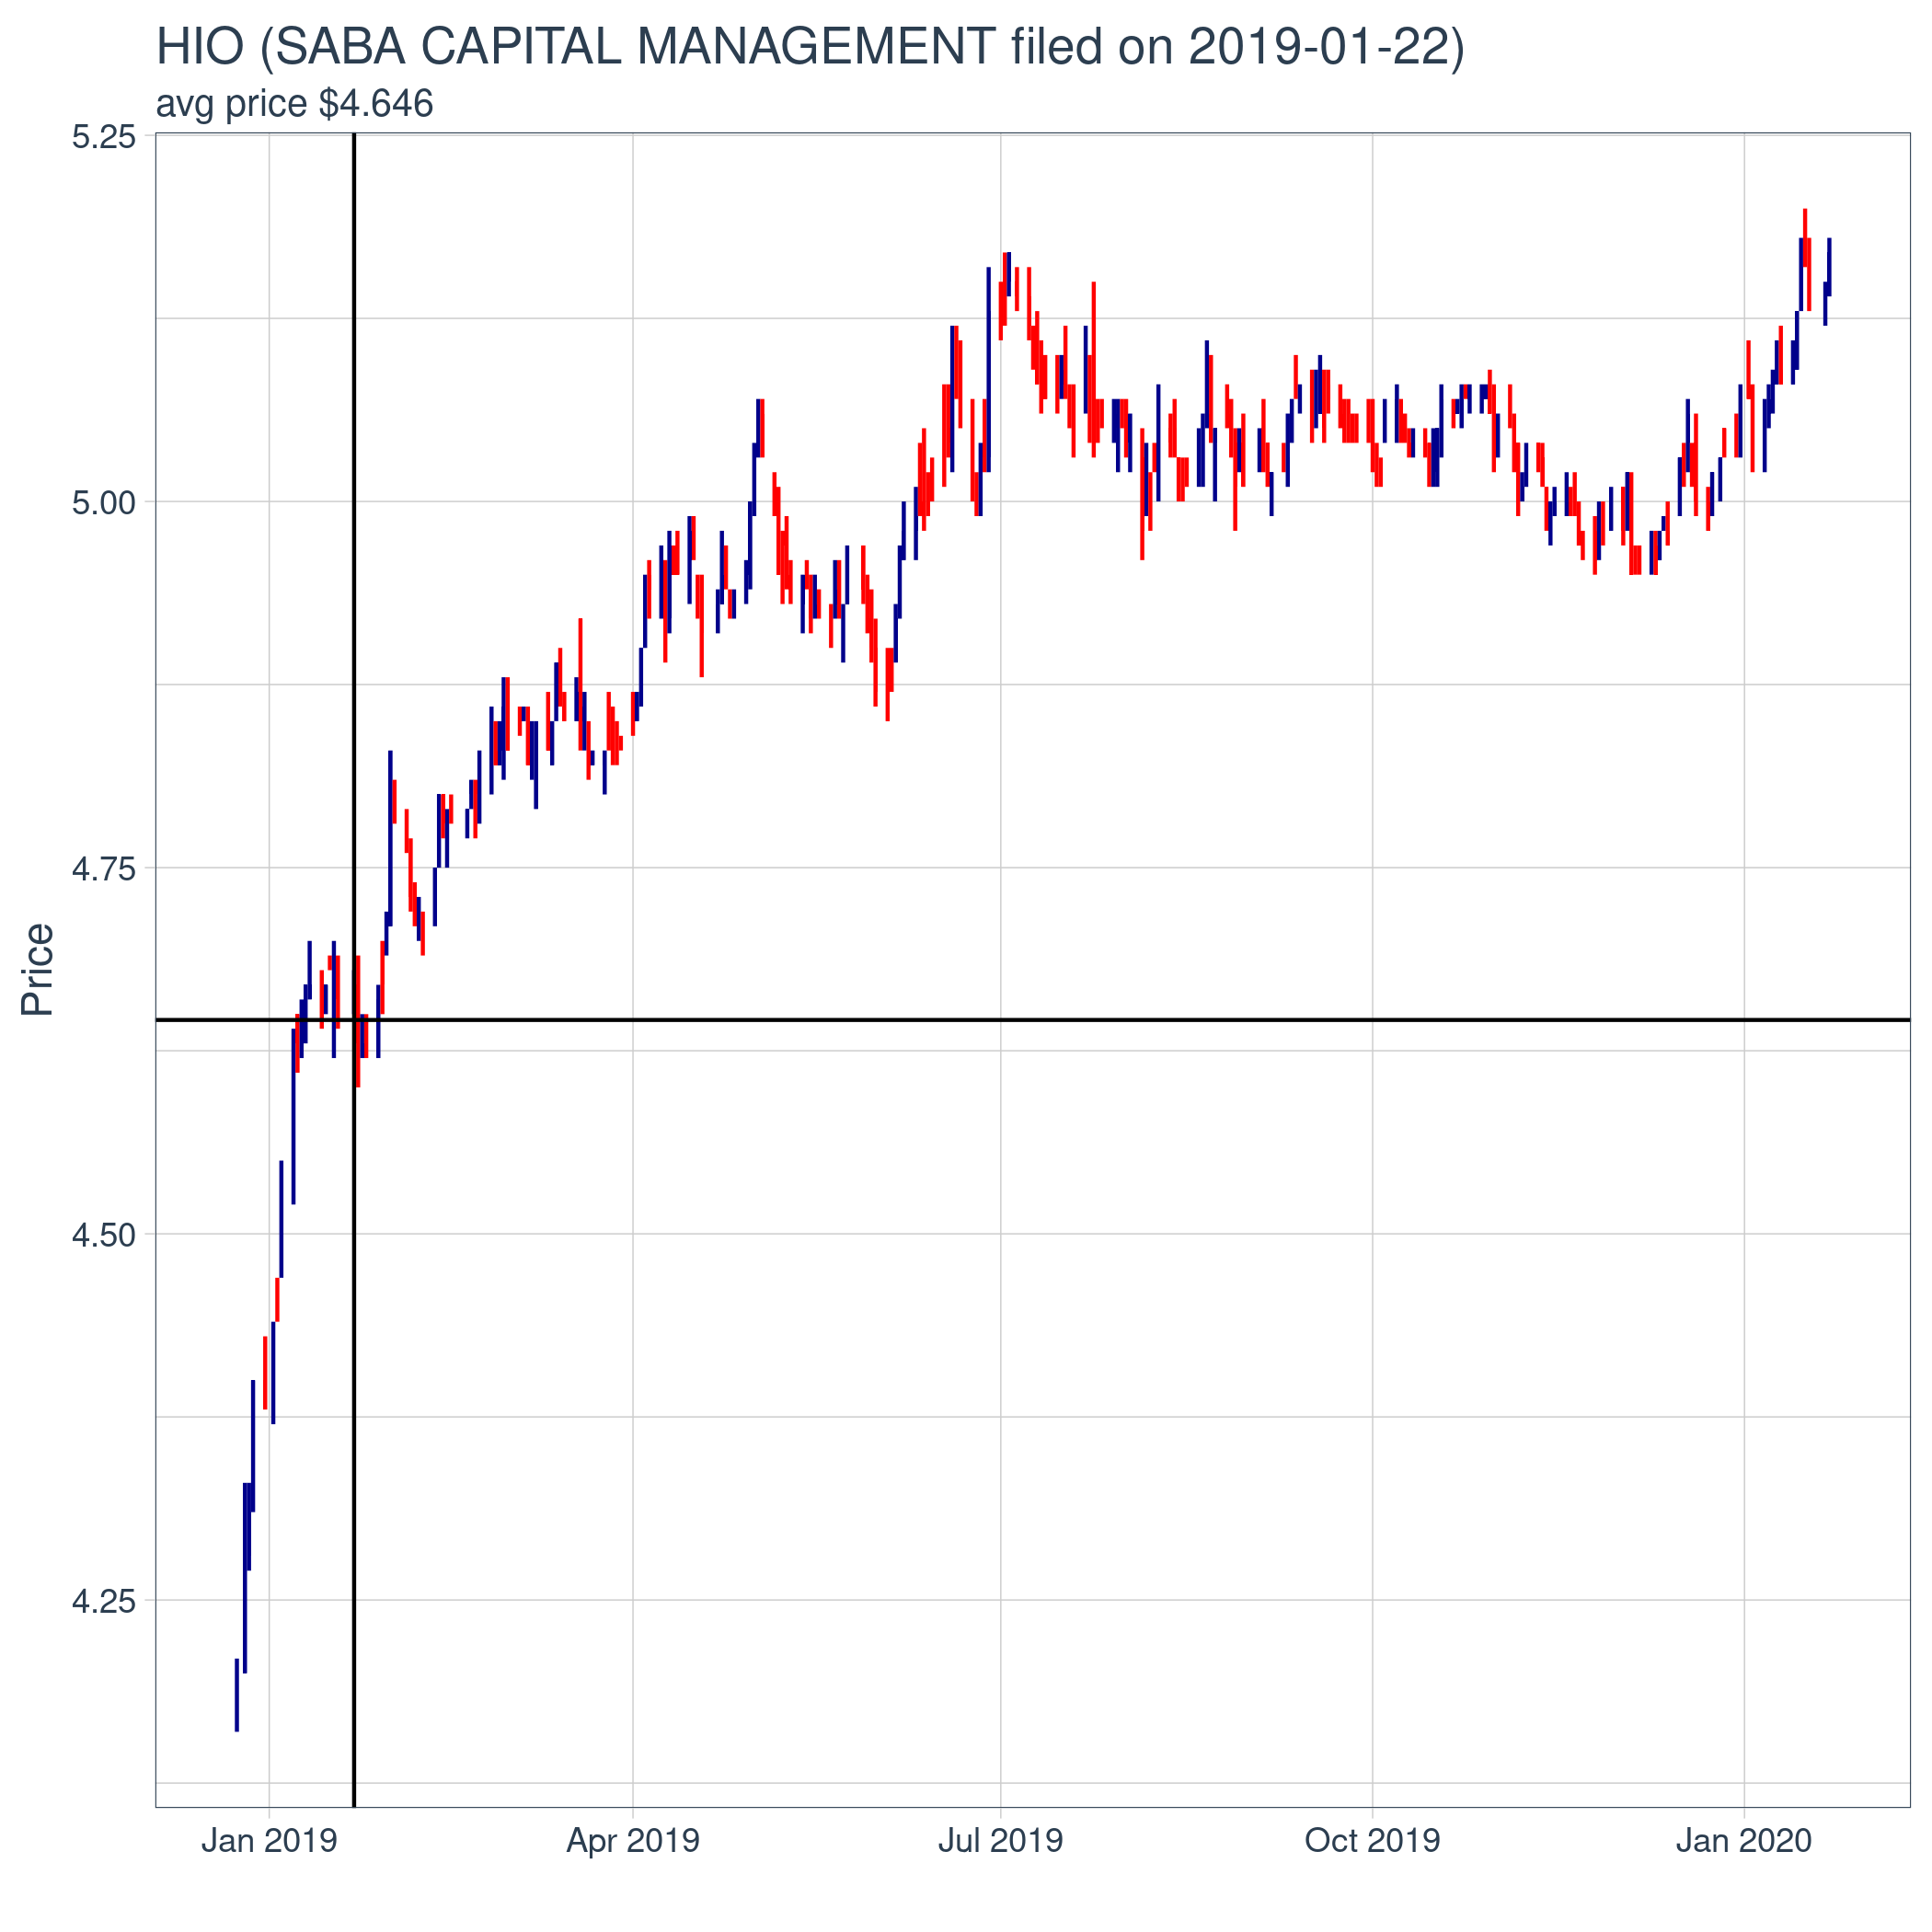 HIO (SABA CAPITAL MANAGEMENT filed on 2019-01-22)
avg price $4.646
5.25
5.00
4.75
4.50
4.25
Price
Jan 2019 Apr 2019 Jul 2019 Oct 2019 Jan 2020